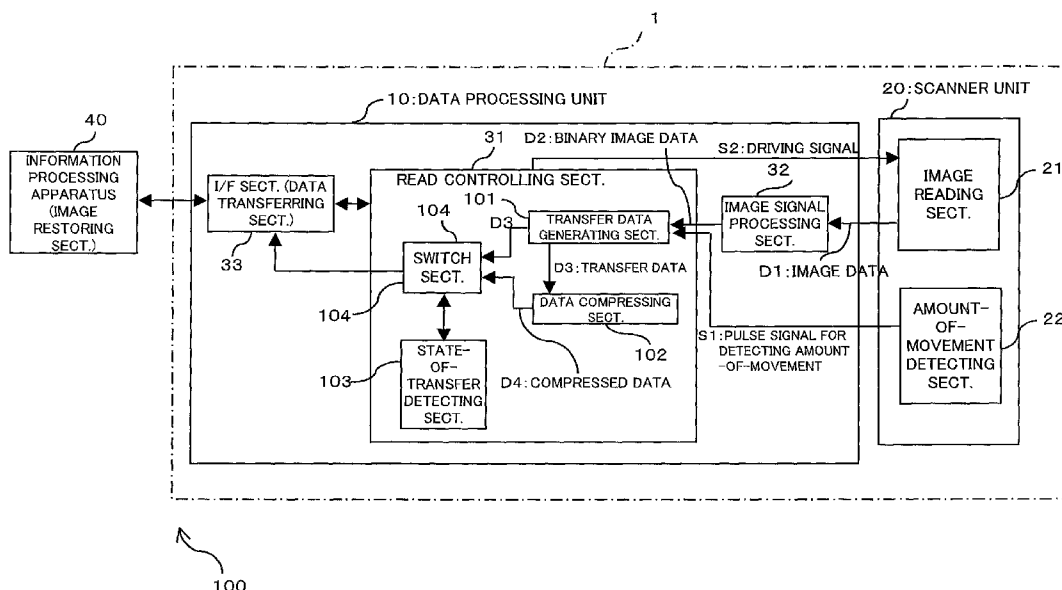 1
10:DATA PROCESSING UNIT
20:SCANNER UNIT
40
INFORMATION
PROCESSING
APPARATUS
(IMAGE
RESTORING
SECT.)
I/F SECT.(DATA
TRANSFERRING
SECT.)
33
31
READ CONTROLLING SECT.
D2:BINARY IMAGE
DATA
S2:DRIVING SIGNAL
32
IMAGE SIGNAL
PROCESSING
SECT.
IMAGE
READING
SECT.
21
D1:IMAGE DATA
101
TRANSFER DATA
GENERATING SECT.
D3
104
SWITCH
SECT.
104
D3:TRANSFER DATA
DATA COMPRESSING
SECT.
102
S1:PULSE SIGNAL FOR
DETECTING AMOUNT
-OF-MOVEMENT
AMOUNT-
OF-
MOVEMENT
DETECTING
SECT.
22
103
STATE-
OF-
TRANSFER
DETECTING
SECT.
D4:COMPRESSED DATA
100